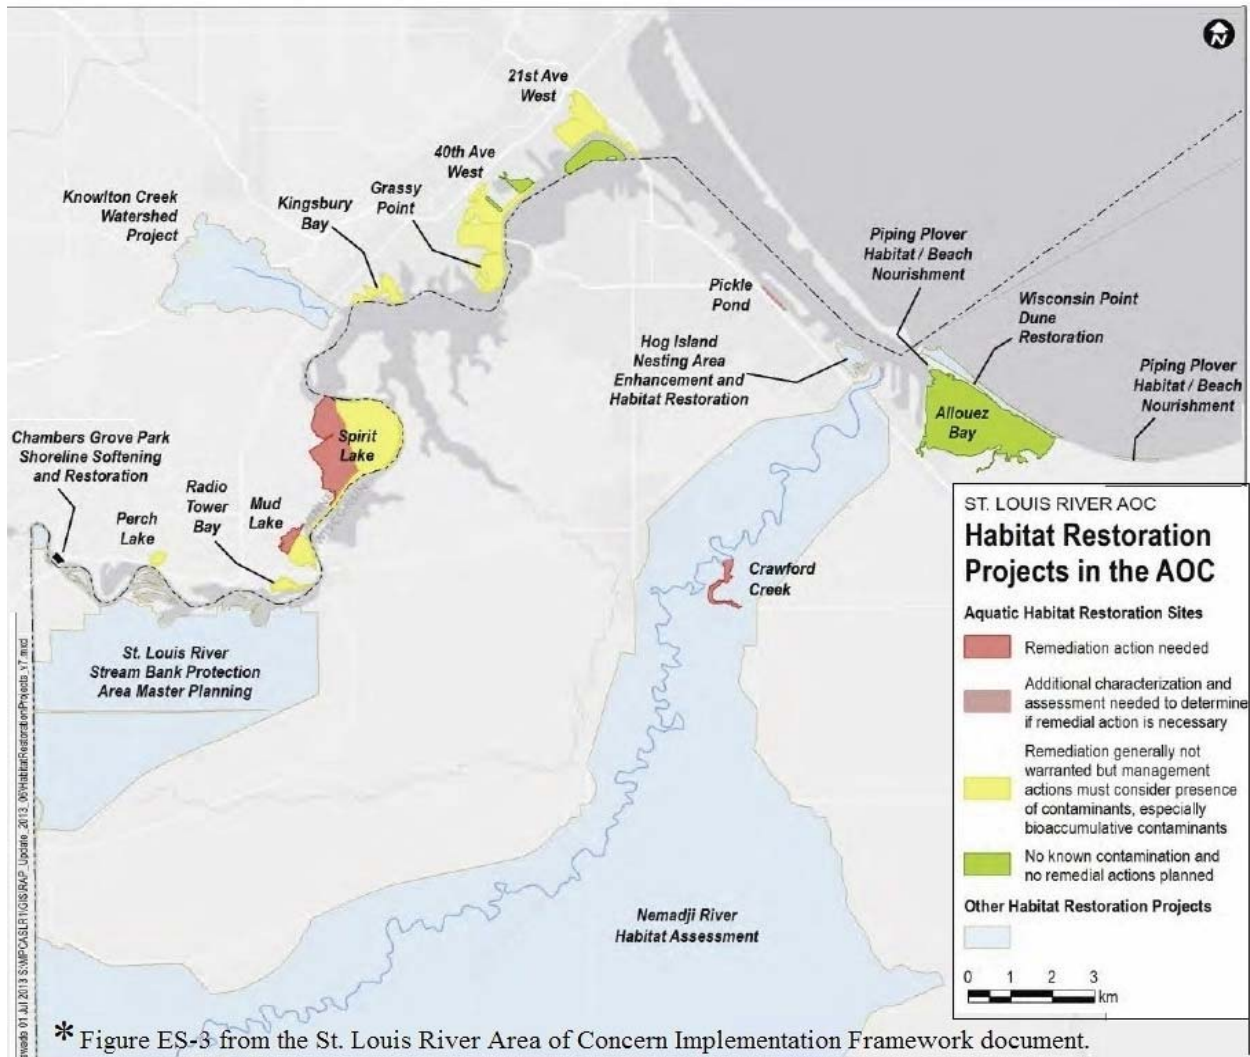 N
21st Ave
West
40th Ave
West
Grassy
Point
Kingsbury
Bay
Knowlton Creek
Watershed
Project
Piping Plover
Habitat / Beach
Nourishment
Pickle
Pond
Wisconsin Point
Dune
Restoration
Hog Island
Nesting Area
Enhancement and
Habitat Restoration
Piping Plover
Habitat / Beach
Nourishment
Allouez
Bay
Chambers Grove Park
Shoreline Softening
and Restoration
Spirit
Lake
Radio
Tower
Bay
Mud
Lake
Perch
Lake
Crawford
Creek
St. Louis River
Stream Bank Protection
Area Master Planning
Nemadji River
Habitat Assessment
ST. LOUIS RIVER AOC
Habitat Restoration
Projects in the AOC
Aquatic Habitat Restoration Sites
Remediation action needed
Additional characterization and
assessment needed to determine
if remedial action is necessary
Remediation generally not
warranted but management
actions must consider presence
of contaminants, especially
bioaccumulative contaminants
No known contamination and
no remedial actions planned
Other Habitat Restoration Projects
0 1 2 3
km
01 Jul 2013
* Figure ES-3 from the St. Louis River Area of Concern Implementation Framework document.